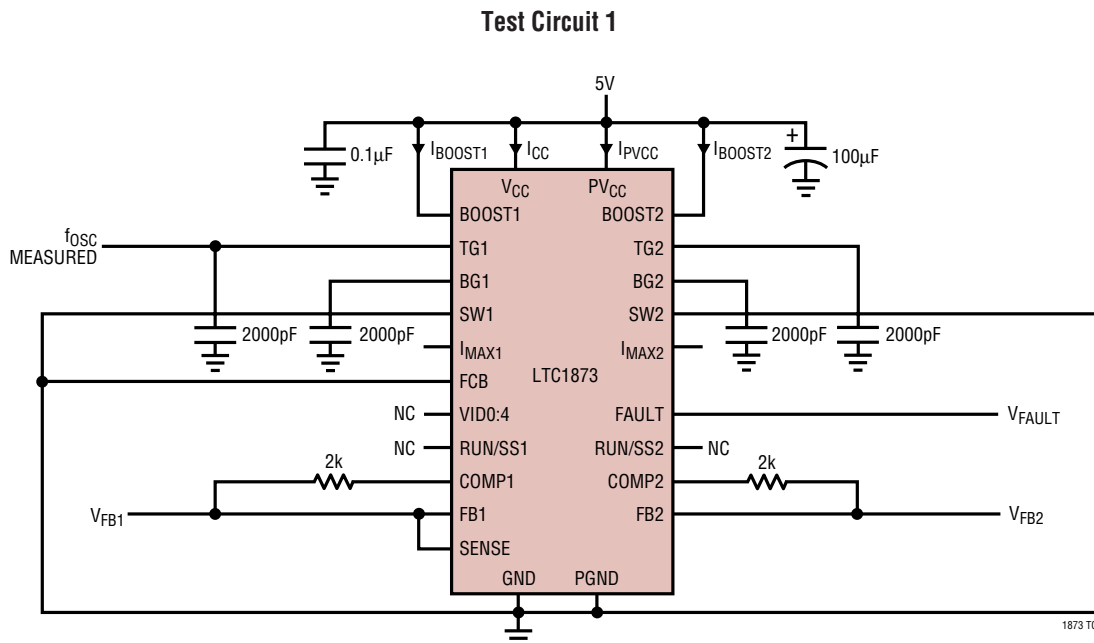 Test Circuit 1
5V
0.1µF
I_BOOST1
I_CC
I_PVCC
I_BOOST2
+
100µF
V_CC
PV_CC
BOOST1
BOOST2
f_OSC
MEASURED
TG1
TG2
BG1
BG2
SW1
SW2
2000pF
2000pF
2000pF
2000pF
I_MAX1
I_MAX2
LTC1873
FCB
NC
VID0:4
FAULT
V_FAULT
NC
RUN/SS1
RUN/SS2
NC
2k
COMP1
COMP2
2k
V_FB1
FB1
FB2
V_FB2
SENSE
GND
PGND
1873 TC